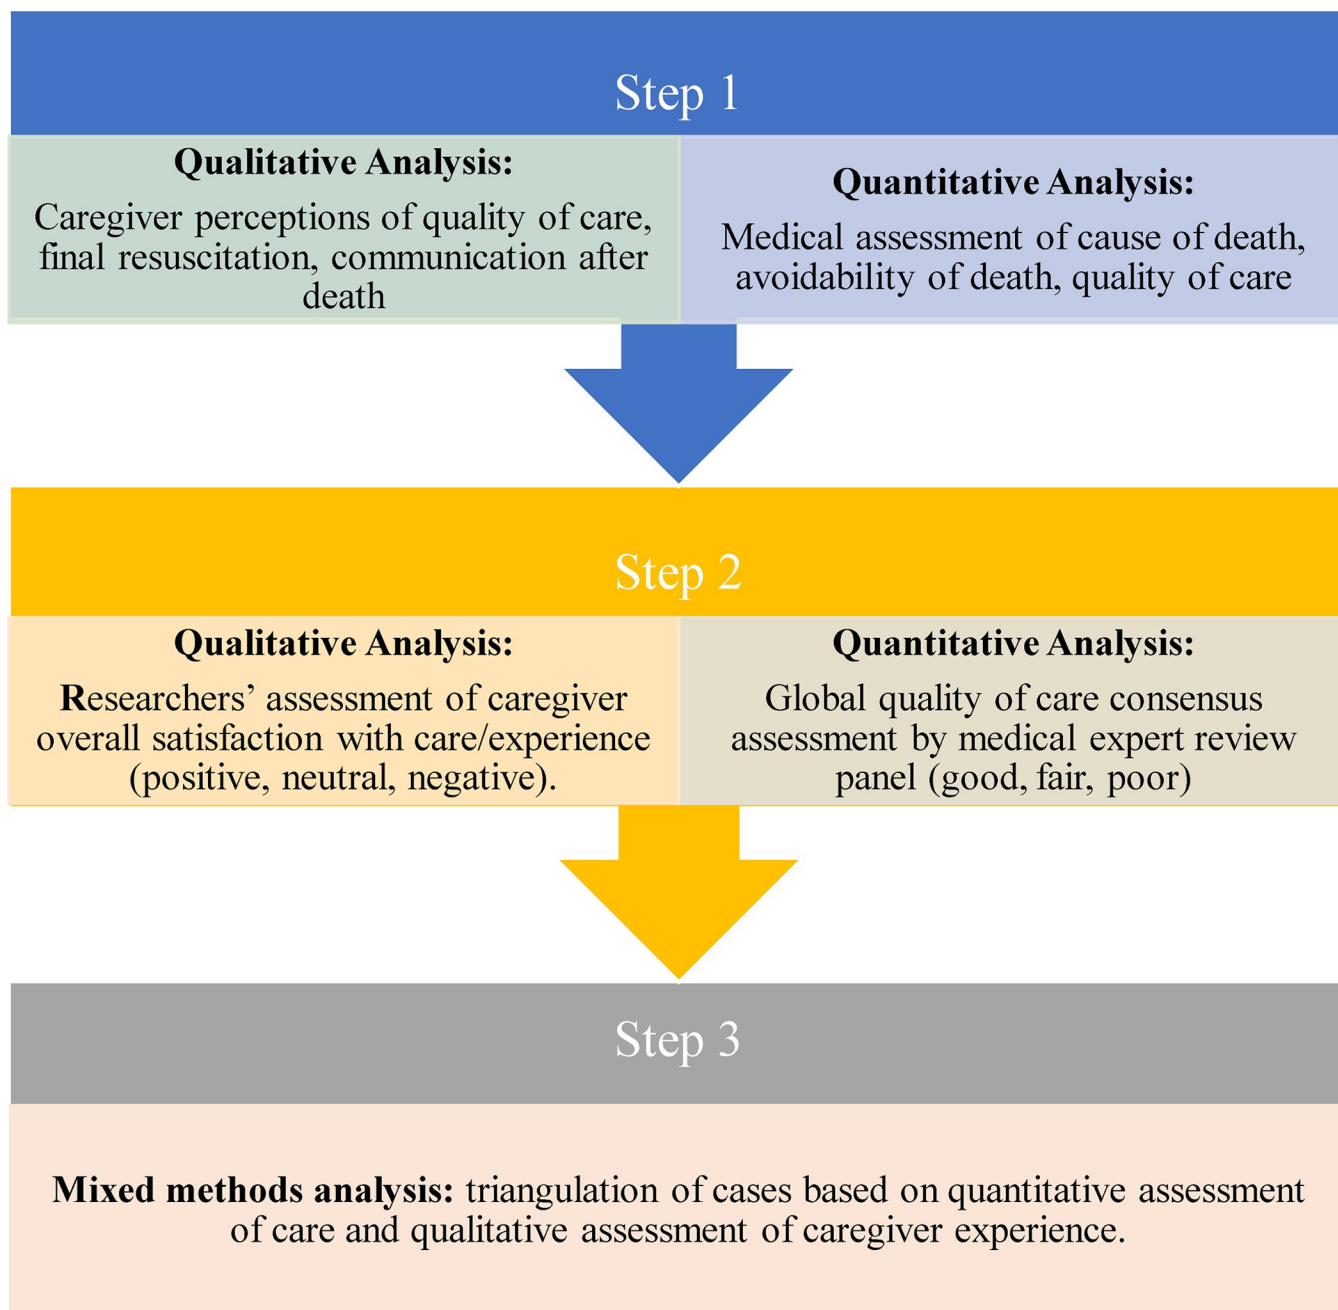 Step 1
Qualitative Analysis:
Caregiver perceptions of quality of care,
final resuscitation, communication after
death
Quantitative Analysis:
Medical assessment of cause of death,
avoidability of death, quality of care
Step 2
Qualitative Analysis:
Researchers’ assessment of caregiver
overall satisfaction with care/experience
(positive, neutral, negative).
Quantitative Analysis:
Global quality of care consensus
assessment by medical expert review
panel (good, fair, poor)
Step 3
Mixed methods analysis: triangulation of cases based on quantitative assessment
of care and qualitative assessment of caregiver experience.